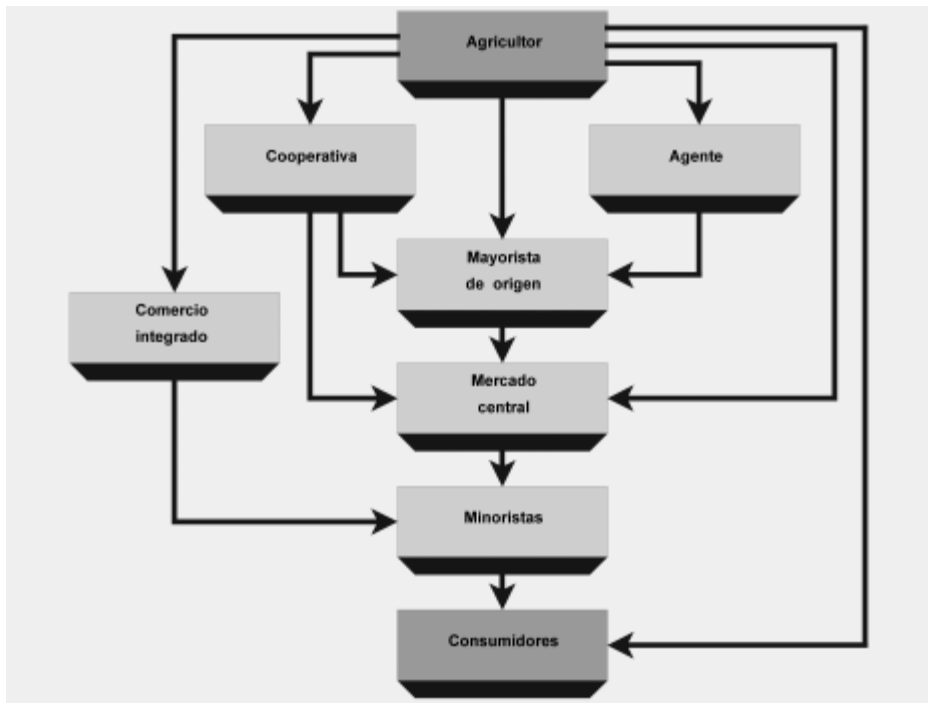 Agricultor
Cooperativa
Agente
Mayorista
de origen
Comercio
integrado
Mercado
central
Minoristas
Consumidores